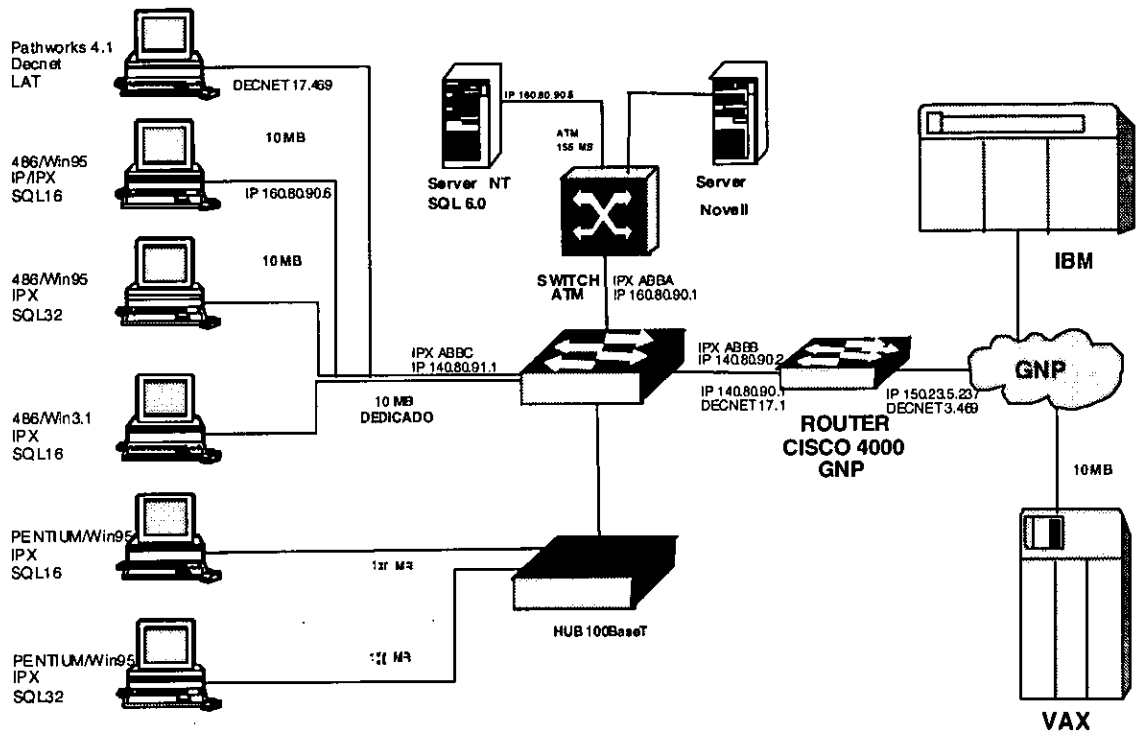 Pathworks 4.1
Decnet
LAT
DECNET 17.469
10MB
486/Win95
IP/IPX
SQL16
IP 160.80.90.6
10MB
486/Win95
IPX
SQL32
486/Win3.1
IPX
SQL16
PENTIUM/Win95
IPX
SQL16
PENTIUM/Win95
IPX
SQL32
IP 160.80.90.5
ATM
155 MB
Server NT
SQL 6.0
Server
Novell
SWITCH
ATM
IPX ABBA
IP 160.80.90.1
IPX ABBC
IP 140.80.91.1
10 MB
DEDICADO
IPX ABBB
IP 140.80.90.2
IP 140.80.90.1
DECNET 17.1
ROUTER
CISCO 4000
GNP
IP 150.23.5.237
DECNET 3.469
GNP
IBM
10MB
VAX
HUB 100BaseT